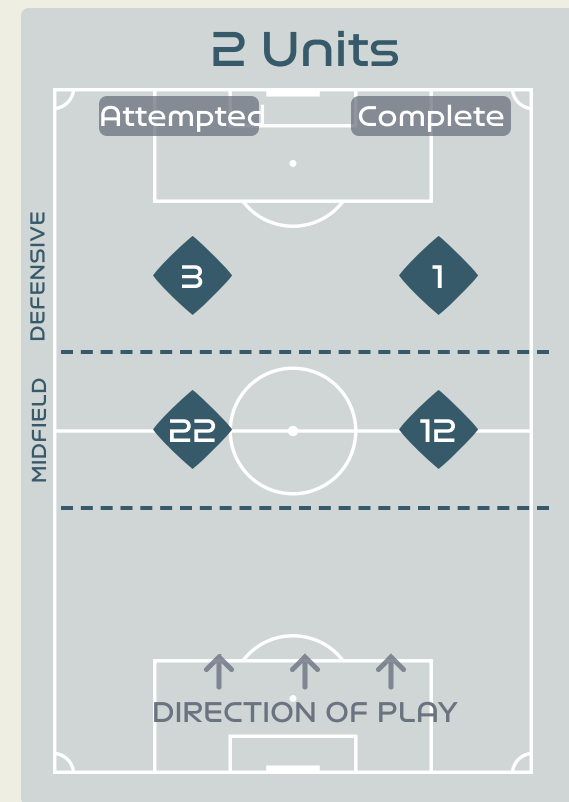 2 Units
Attempted
Complete
DEFENSIVE
3
1
MIDFIELD
22
12
DIRECTION OF PLAY